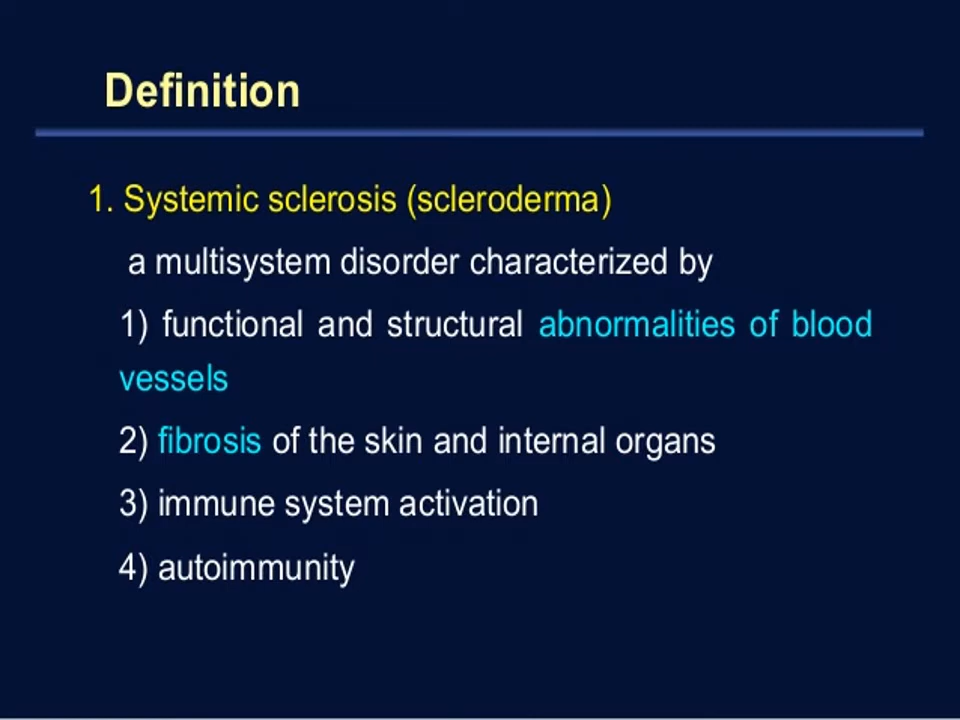 Definition
1. Systemic sclerosis (scleroderma)
a multisystem disorder characterized by
1) functional and structural abnormalities of blood
vessels
2) fibrosis of the skin and internal organs
3) immune system activation
4) autoimmunity